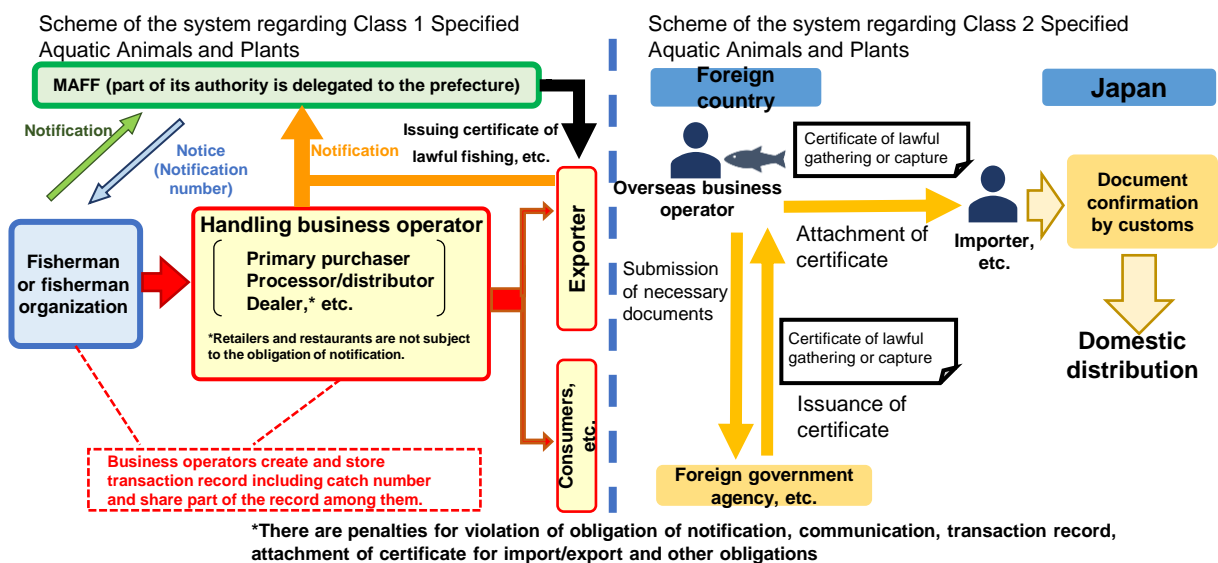 Scheme of the system regarding Class 1 Specified
Aquatic Animals and Plants
MAFF (part of its authority is delegated to the prefecture)
Notification
Notice
(Notification
number)
Notification
Issuing certificate of
lawful fishing, etc.
Fisherman
or fisherman
organization
Handling business operator
Primary purchaser
Processor/distributor
Dealer,* etc.
*Retailers and restaurants are not subject
to the obligation of notification.
Exporter
Consumers,
etc.
Business operators create and store
transaction record including catch number
and share part of the record among them.
Scheme of the system regarding Class 2 Specified
Aquatic Animals and Plants
Foreign
country
Japan
Certificate of lawful
gathering or capture
Overseas business
operator
Attachment of
certificate
Importer,
etc.
Document
confirmation
by customs
Submission
of necessary
documents
Certificate of lawful
gathering or capture
Issuance of
certificate
Domestic
distribution
Foreign government
agency, etc.
*There are penalties for violation of obligation of notification, communication, transaction record,
attachment of certificate for import/export and other obligations